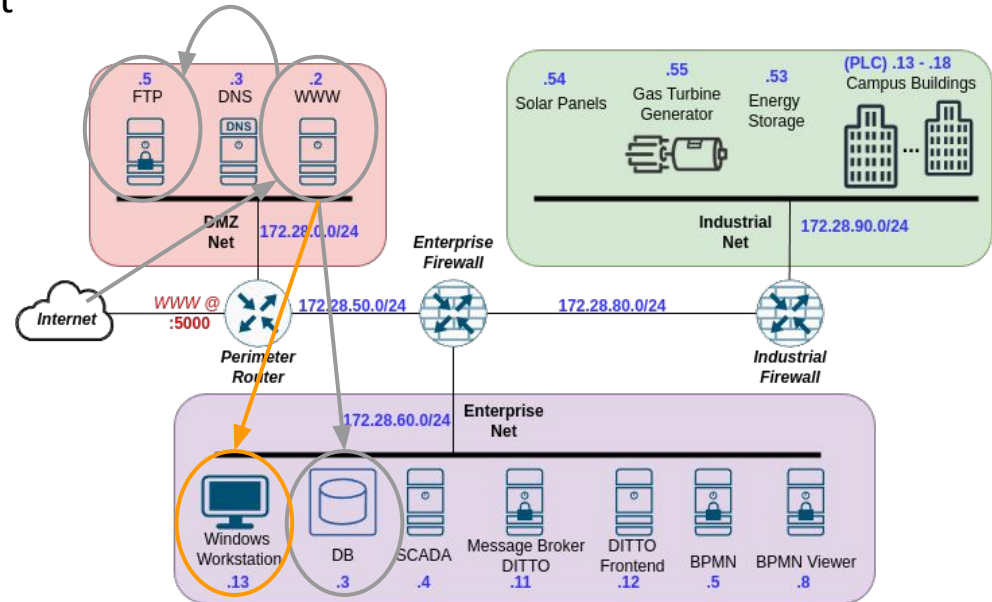 .5
FTP
.3
DNS
.2
WWW
DNS
DMZ
Net
172.28.0.0/24
.54
Solar Panels
.55
Gas Turbine
Generator
.53
Energy
Storage
(PLC) .13 - .18
Campus Buildings
...
Industrial
Net
172.28.90.0/24
Internet
WWW @
:5000
Perimeter
Router
172.28.50.0/24
Enterprise
Firewall
172.28.80.0/24
Industrial
Firewall
172.28.60.0/24
Enterprise
Net
Windows
Workstation
.13
DB
.3
SCADA
.4
Message Broker
DITTO
.11
DITTO
Frontend
.12
BPMN
.5
BPMN Viewer
.8